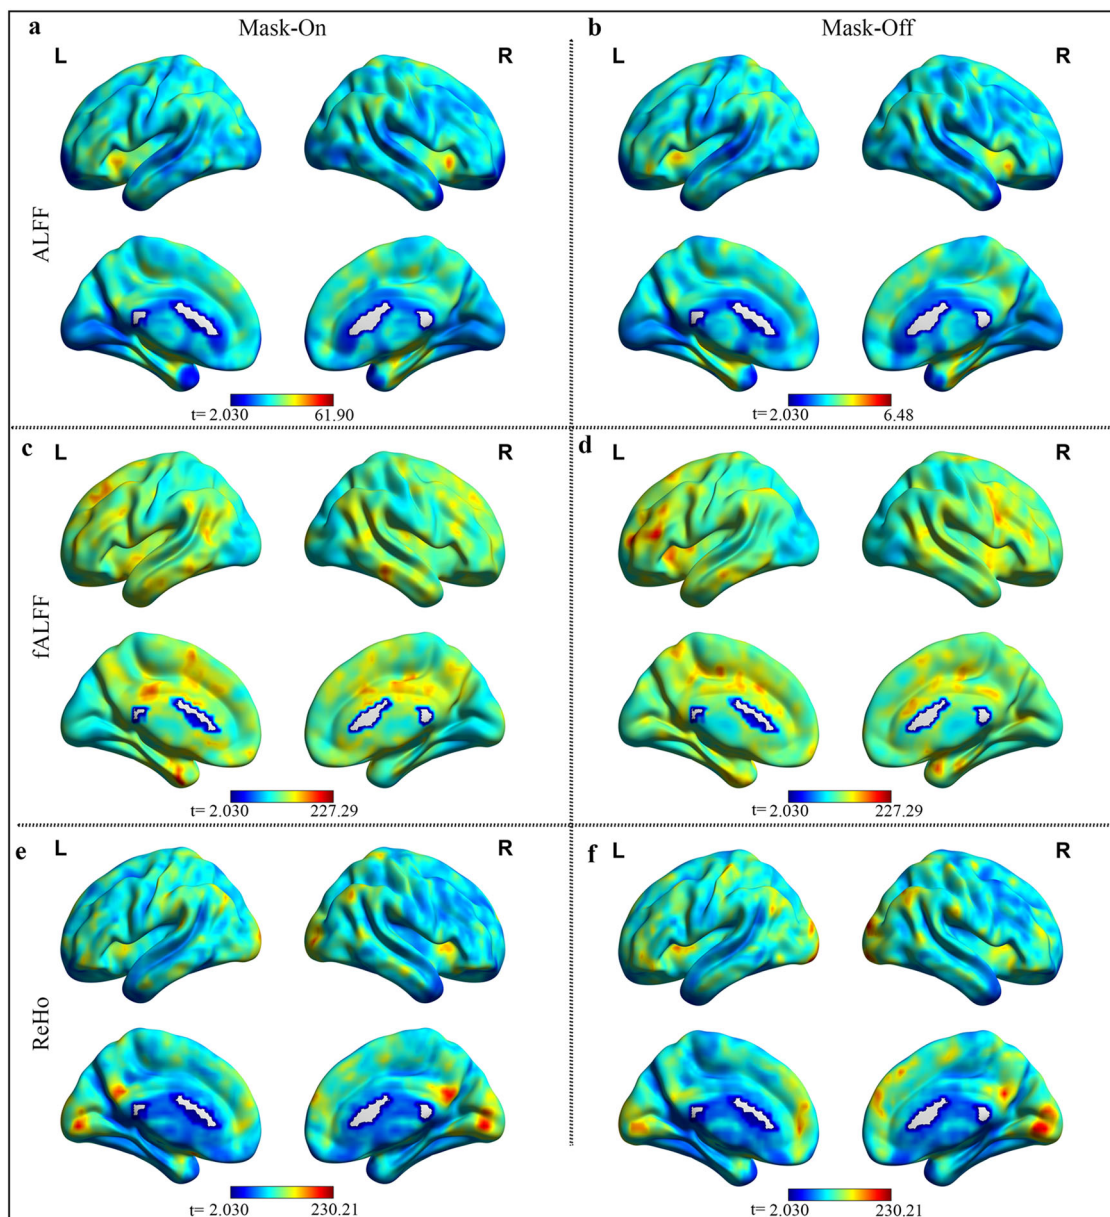 a Mask-On b Mask-Off
L R L R
ALFF
t= 2.030 61.90 t= 2.030 6.48
c d
L R L R
fALFF
t= 2.030 227.29 t= 2.030 227.29
e f
L R L R
ReHo
t= 2.030 230.21 t= 2.030 230.21